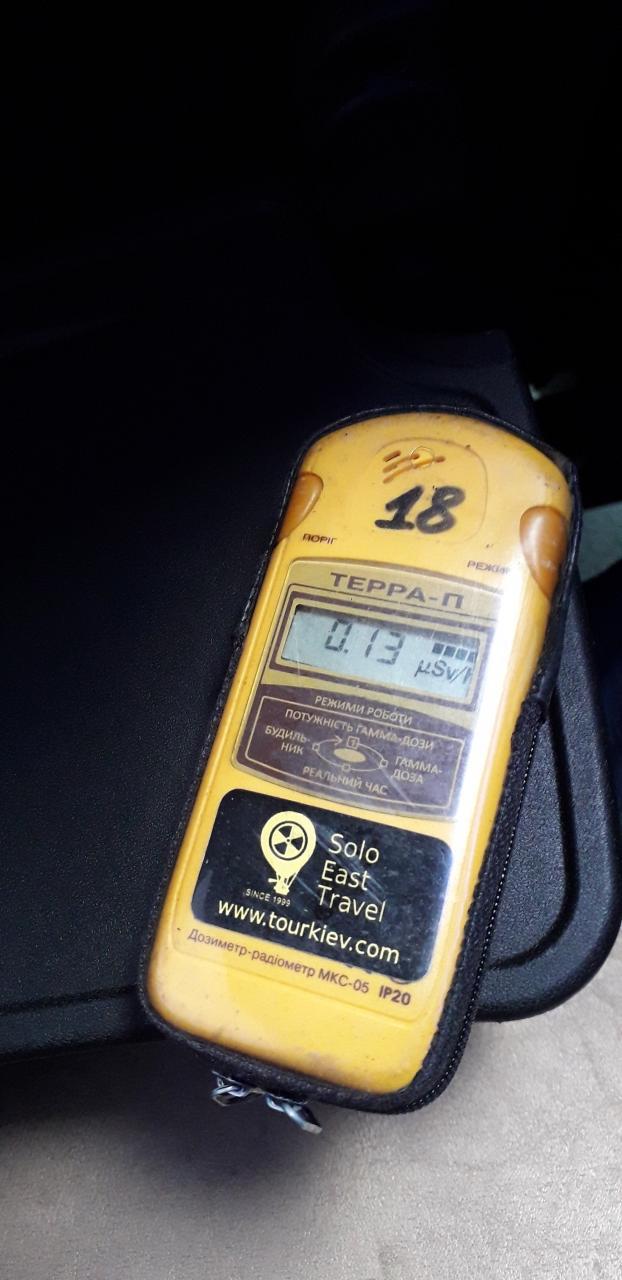 18
ПОРІГ
РЕЖИМ
ТЕРРА-П
0.13
µSv/h
РЕЖИМИ РОБОТИ
ПОТУЖНІСТЬ ГАММА-ДОЗИ
БУДИЛЬ-
НИК
ГАММА-
ДОЗА
РЕАЛЬНИЙ ЧАС
Solo
East
Travel
SINCE 1999
www.tourkiev.com
Дозиметр-радіометр МКС-05 IP20